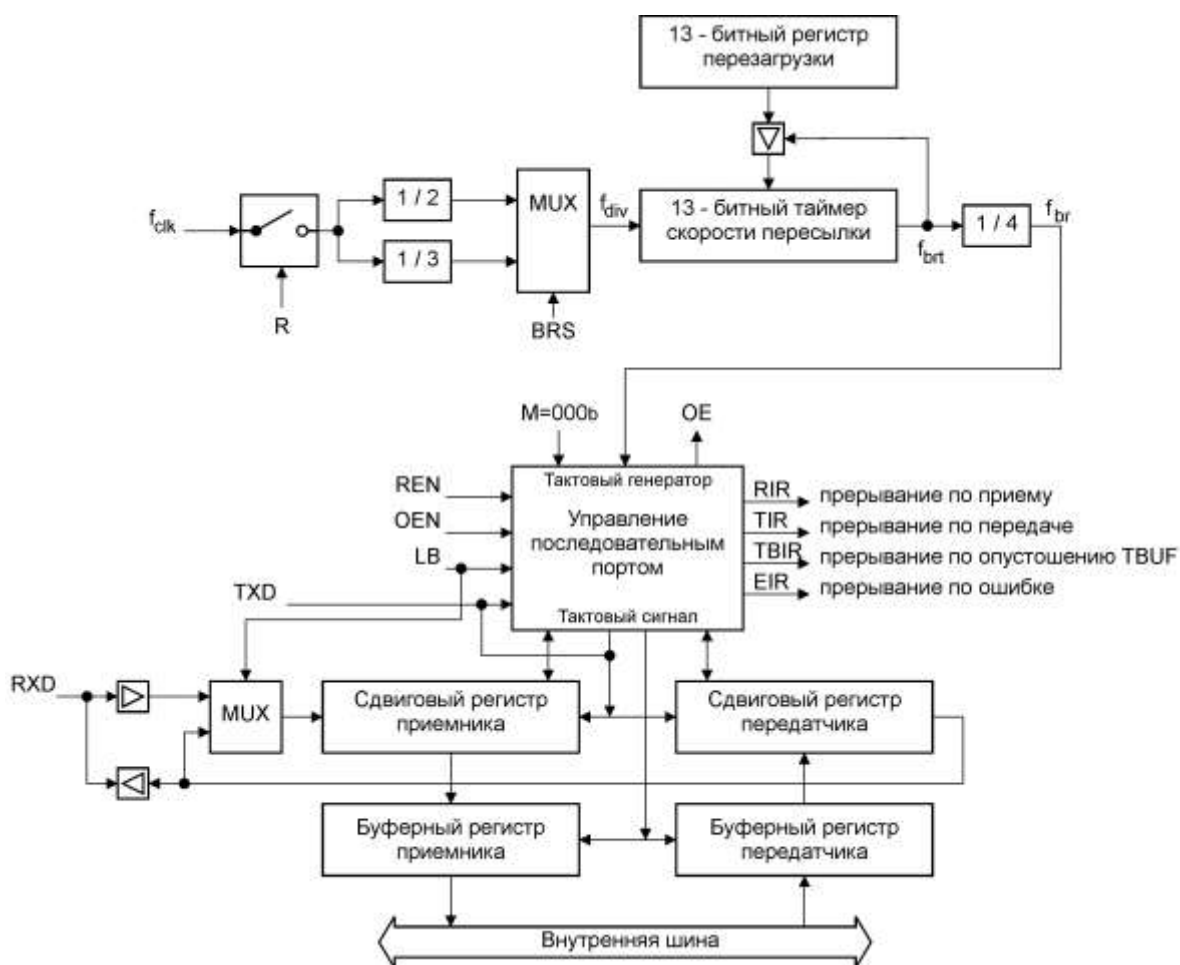 13 - битный регистр
перезагрузки
f_clk
1 / 2
1 / 3
MUX
f_div
13 - битный таймер
скорости пересылки
f_brt
1 / 4
f_br
R
BRS
M=000b
OE
REN
OEN
LB
TXD
Тактовый генератор
Управление
последовательным
портом
Тактовый сигнал
RIR прерывание по приему
TIR прерывание по передаче
TBIR прерывание по опустошению TBUF
EIR прерывание по ошибке
RXD
MUX
Сдвиговый регистр
приемника
Сдвиговый регистр
передатчика
Буферный регистр
приемника
Буферный регистр
передатчика
Внутренняя шина